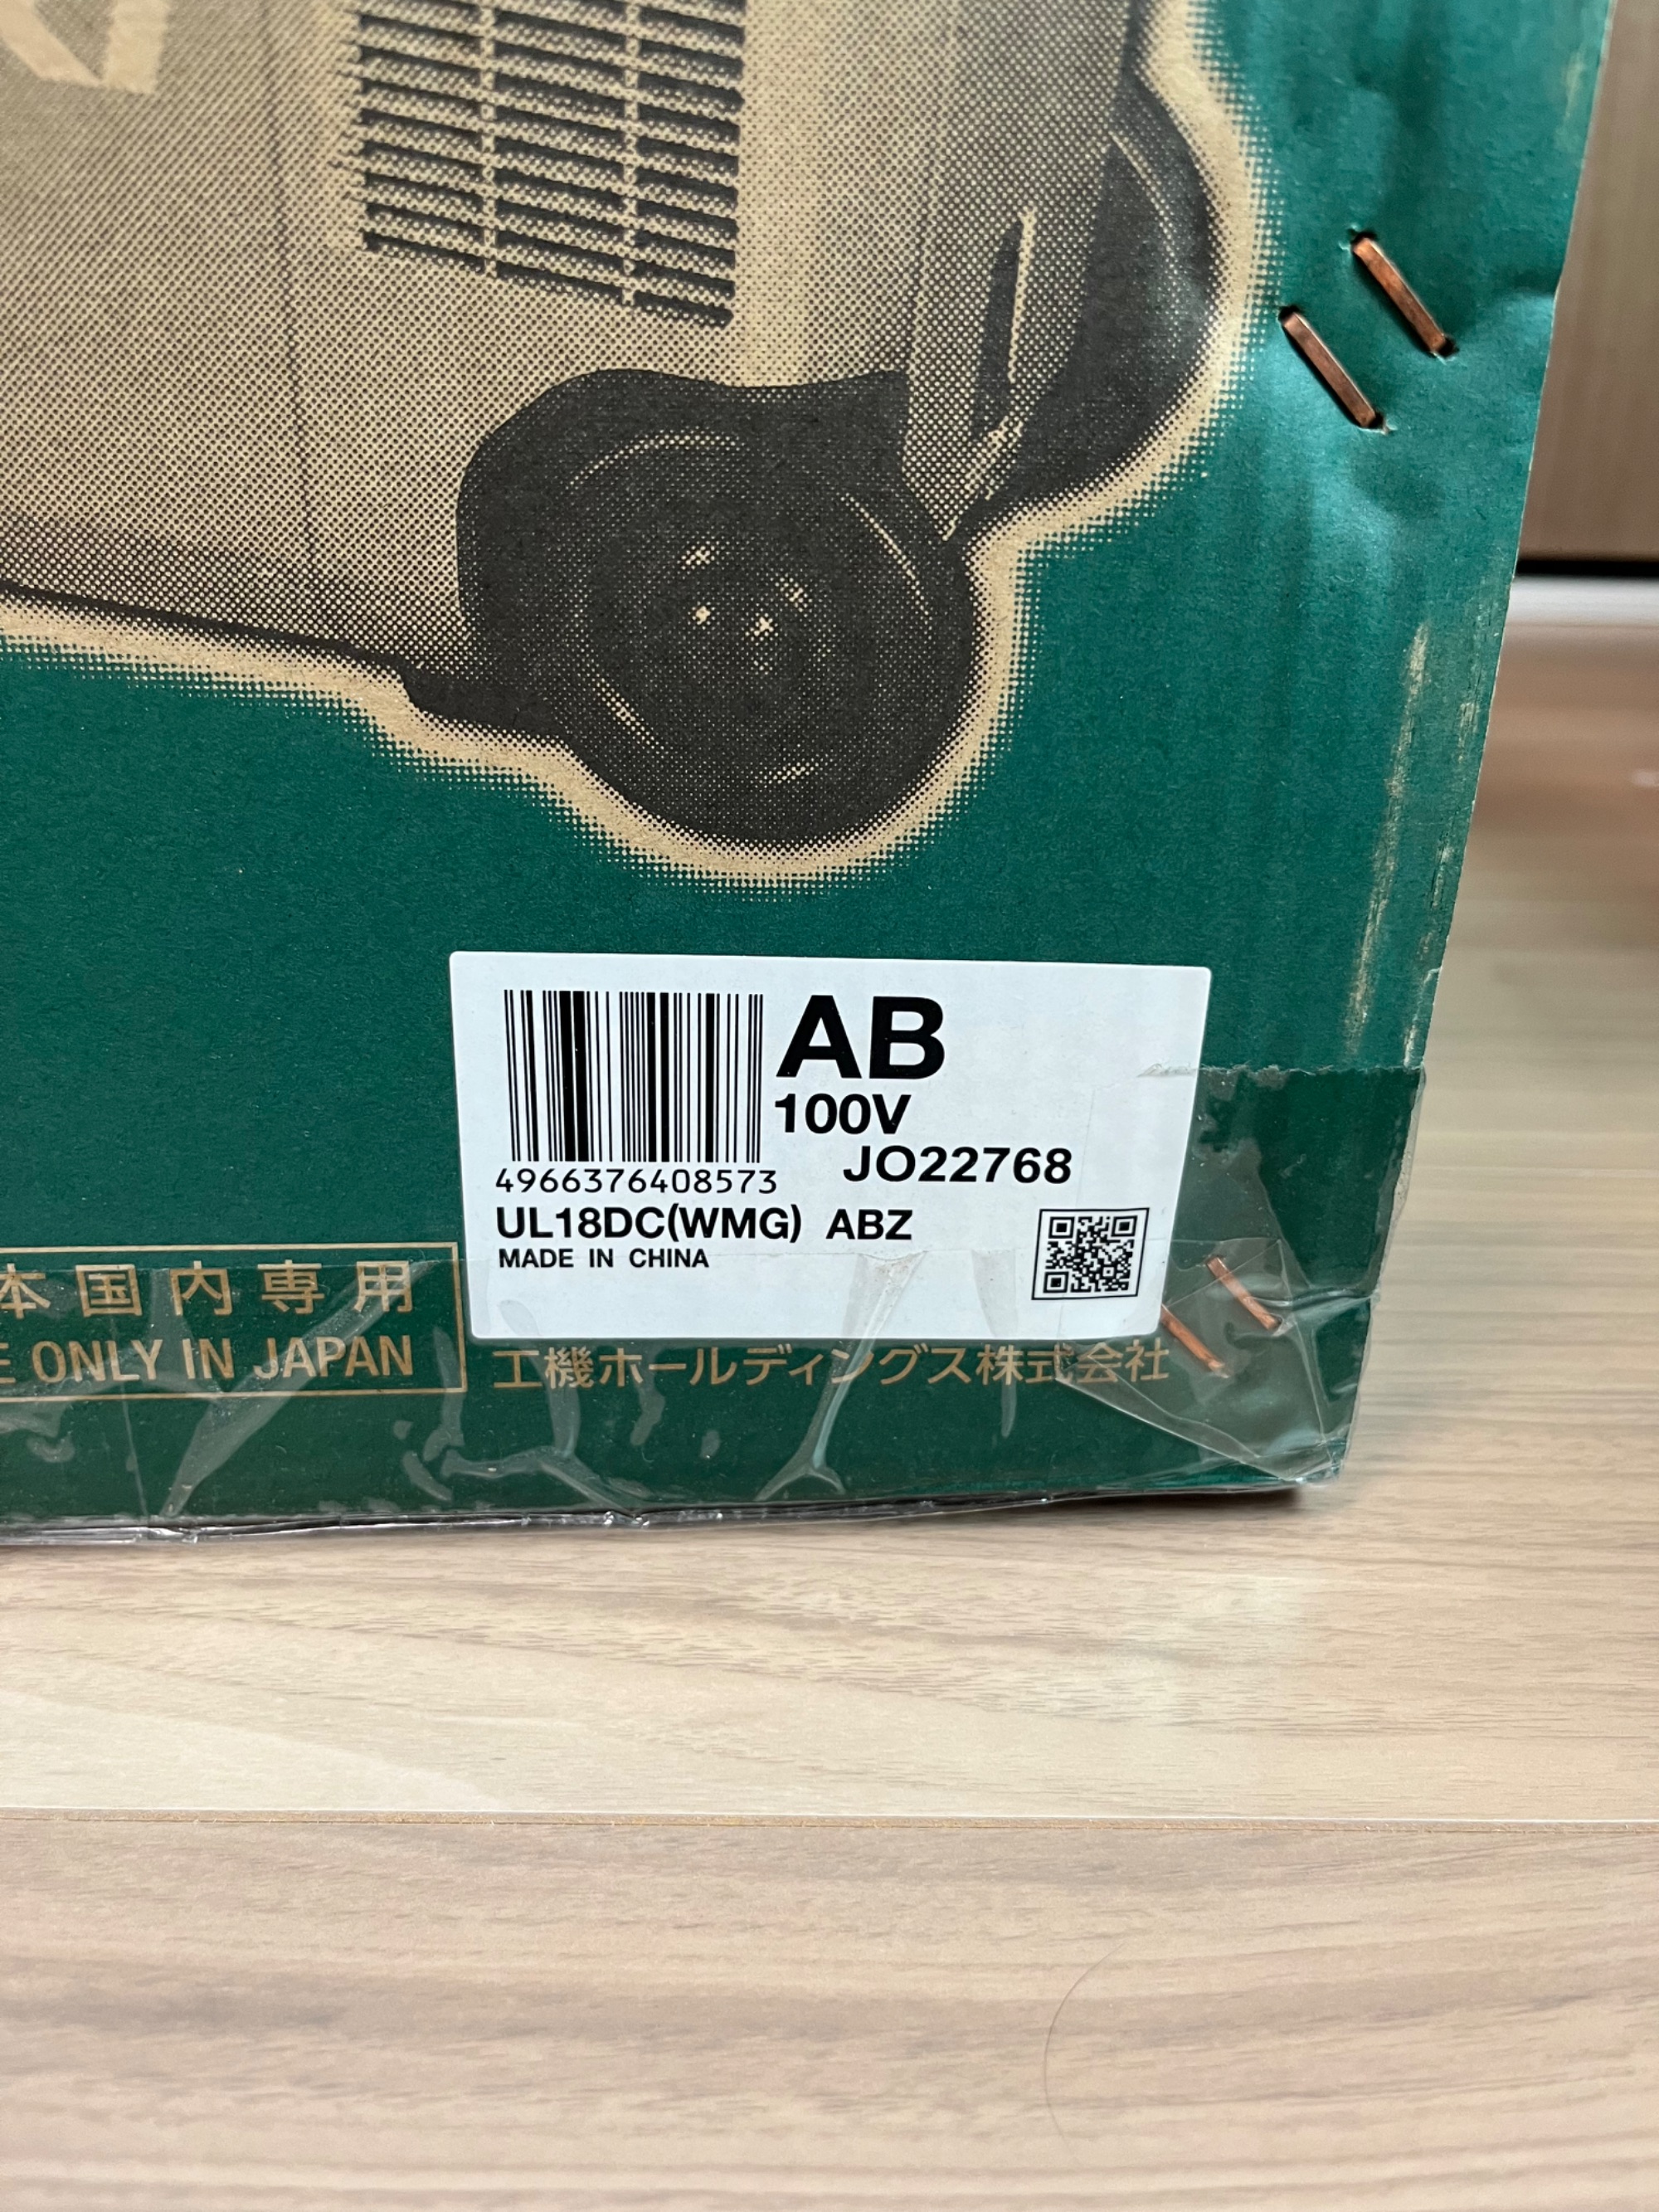 AB
100V
JO22768
4966376408573
UL18DC(WMG) ABZ
MADE IN CHINA
本国内専用
ONLY IN JAPAN
工機ホールディングス株式会社